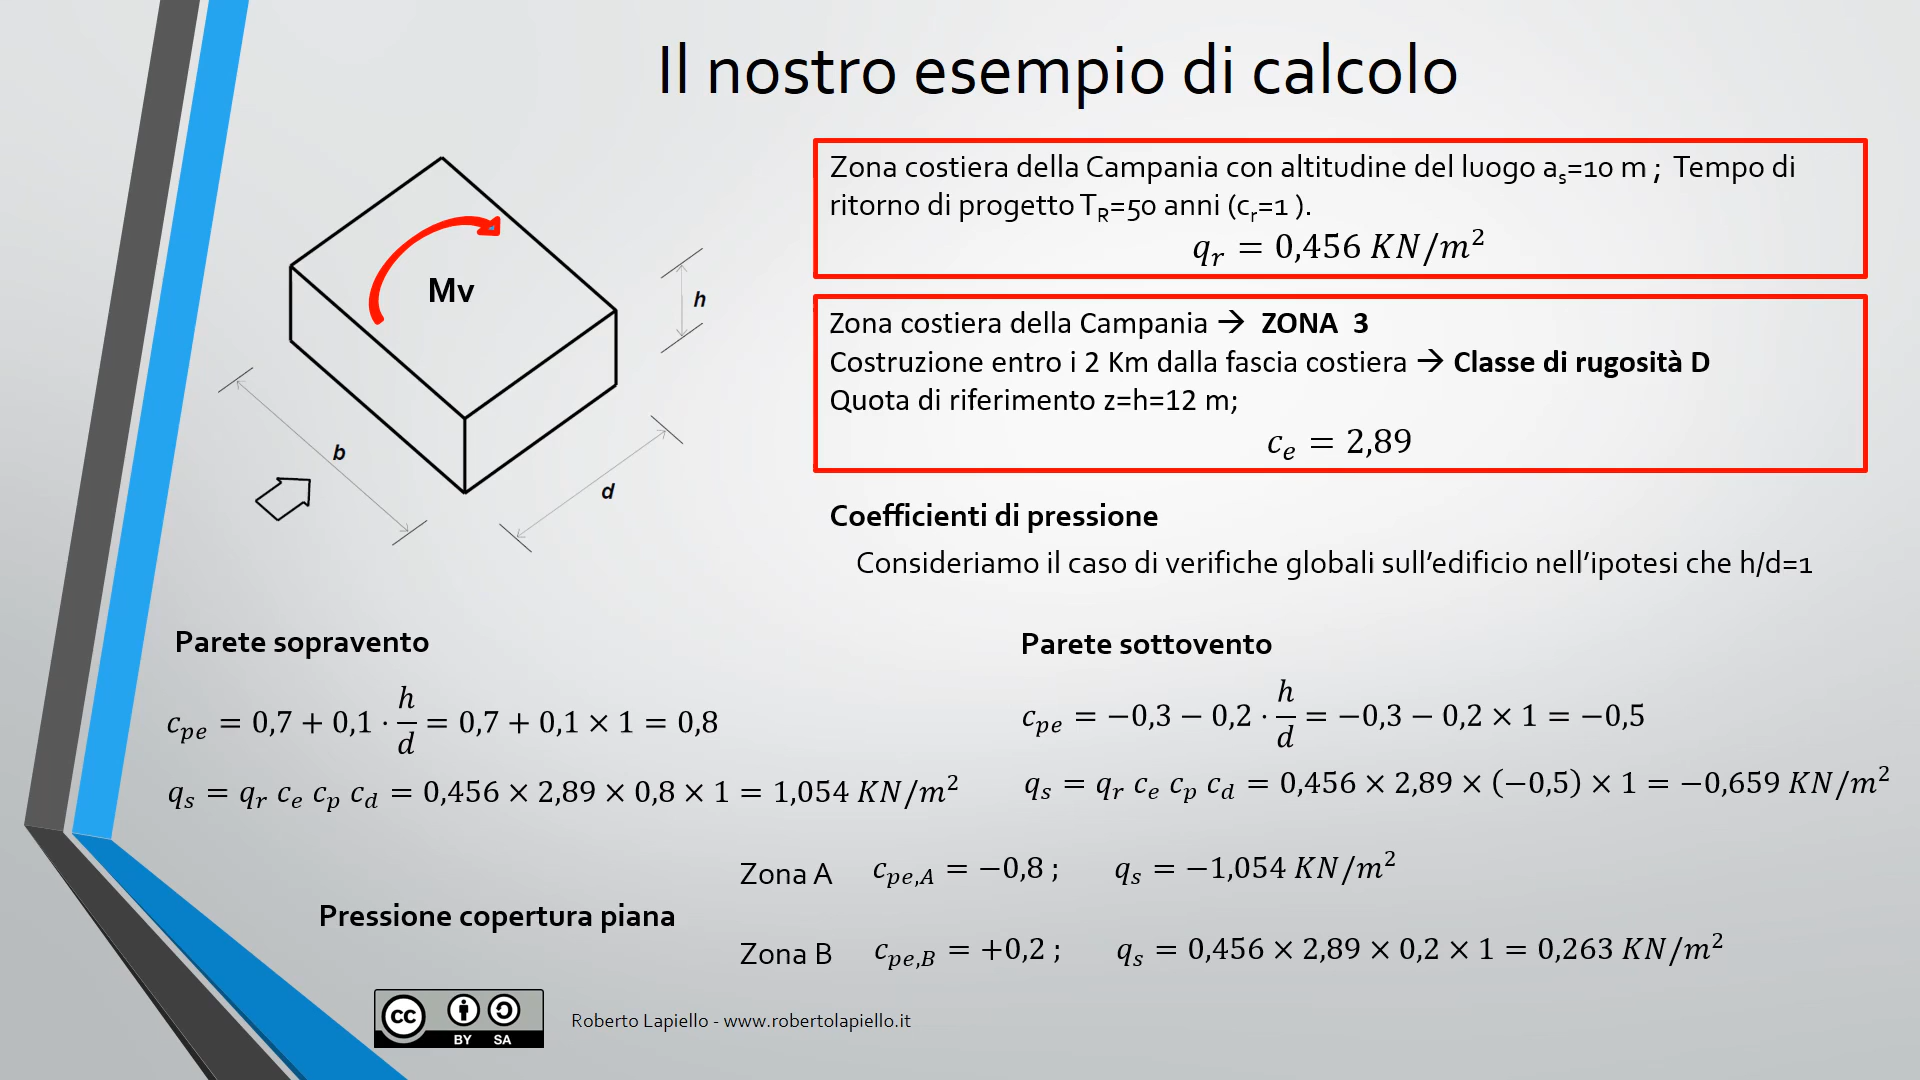 Il nostro esempio di calcolo
Zona costiera della Campania con altitudine del luogo aₛ=10 m ; Tempo di
ritorno di progetto T_R=50 anni (c_r=1 ).
q_r = 0,456 KN/m²
Mv
h
b
d
Zona costiera della Campania → ZONA 3
Costruzione entro i 2 Km dalla fascia costiera → Classe di rugosità D
Quota di riferimento z=h=12 m;
c_e = 2,89
Coefficienti di pressione
Consideriamo il caso di verifiche globali sull'edificio nell'ipotesi che h/d=1
Parete sopravento
c_pe = 0,7 + 0,1 · h/d = 0,7 + 0,1 × 1 = 0,8
q_s = q_r c_e c_p c_d = 0,456 × 2,89 × 0,8 × 1 = 1,054 KN/m²
Parete sottovento
c_pe = −0,3 − 0,2 · h/d = −0,3 − 0,2 × 1 = −0,5
q_s = q_r c_e c_p c_d = 0,456 × 2,89 × (−0,5) × 1 = −0,659 KN/m²
Pressione copertura piana
Zona A c_pe,A = −0,8 ; q_s = −1,054 KN/m²
Zona B c_pe,B = +0,2 ; q_s = 0,456 × 2,89 × 0,2 × 1 = 0,263 KN/m²
cc
BY SA
Roberto Lapiello - www.robertolapiello.it